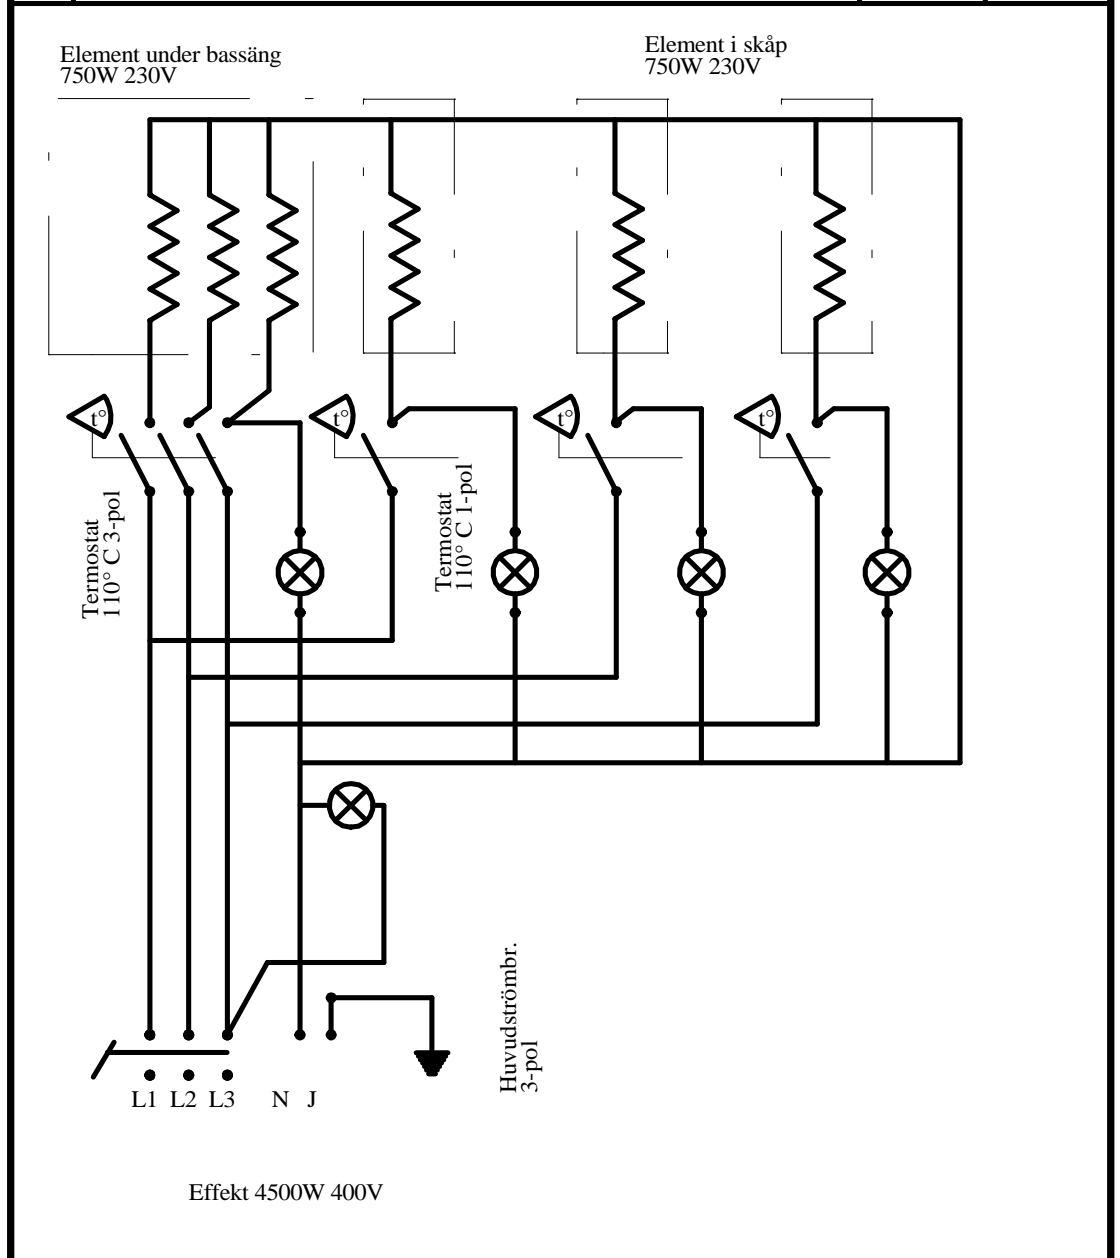 Element under bassäng
750W 230V
Element i skåp
750W 230V
t°
t°
t°
t°
Termostat
110° C 3-pol
Termostat
110° C 1-pol
Huvudströmbr.
3-pol
L1 L2 L3 N J
Effekt 4500W 400V